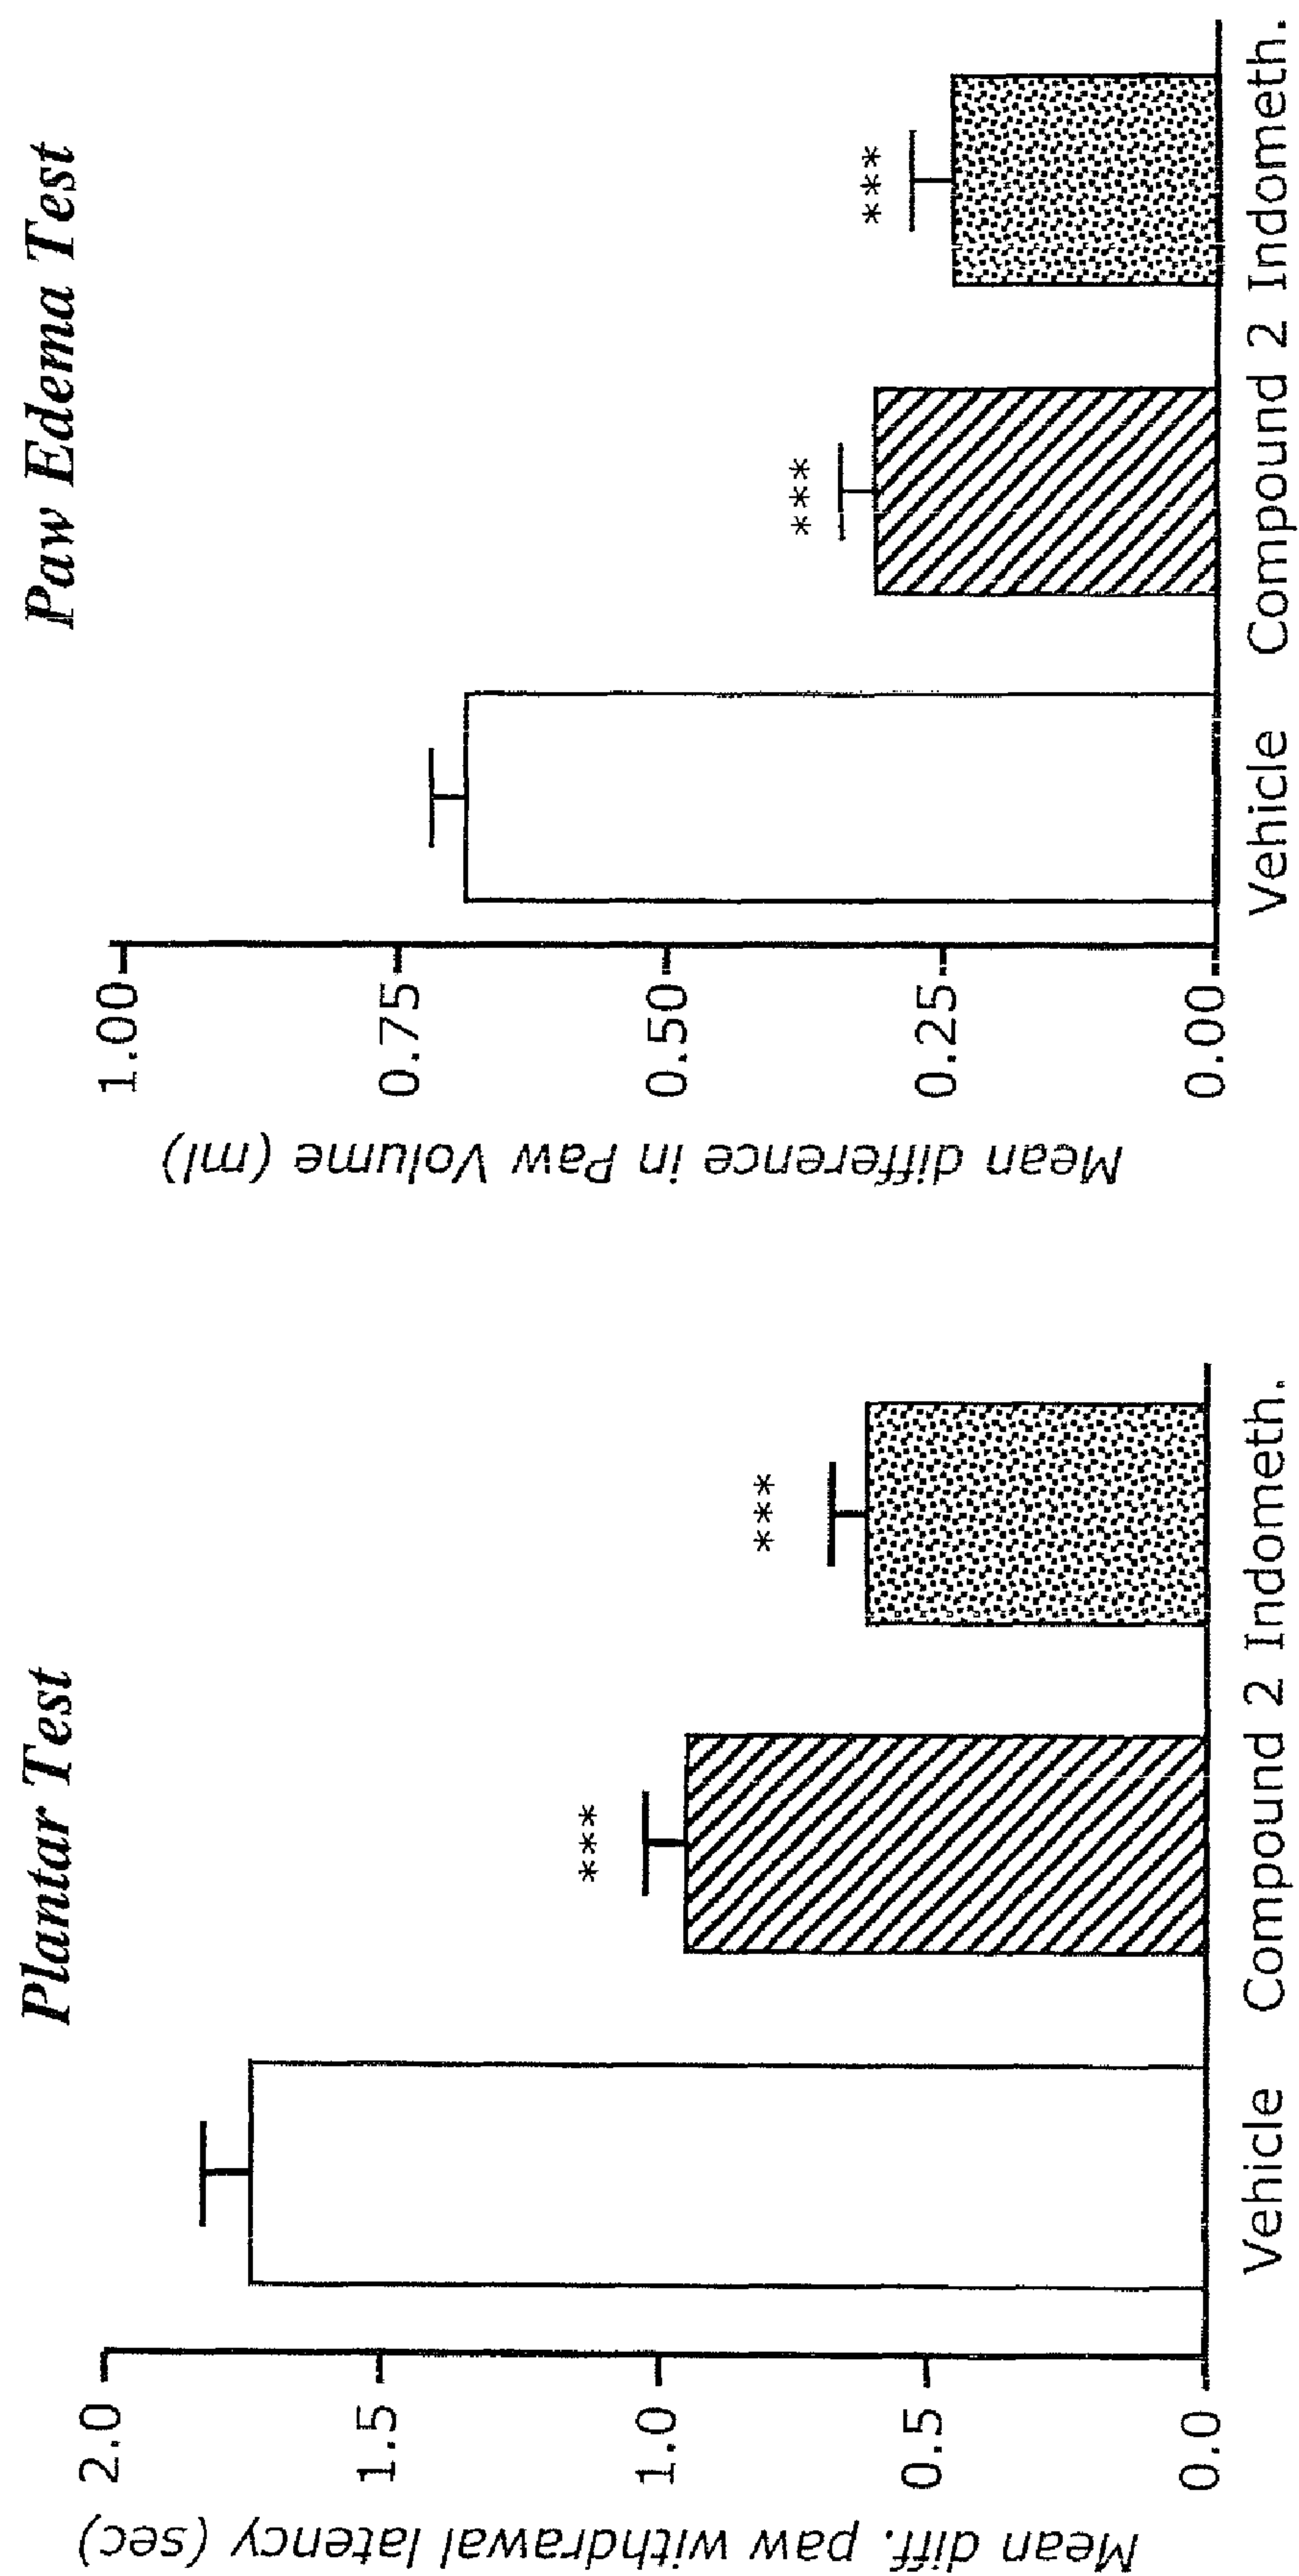 Plantar Test
Mean diff. paw withdrawal latency (sec)
2.0
1.5
1.0
0.5
0.0
***
***
Vehicle Compound 2 Indometh.
Paw Edema Test
Mean difference in Paw Volume (ml)
1.00
0.75
0.50
0.25
0.00
***
***
Vehicle Compound 2 Indometh.